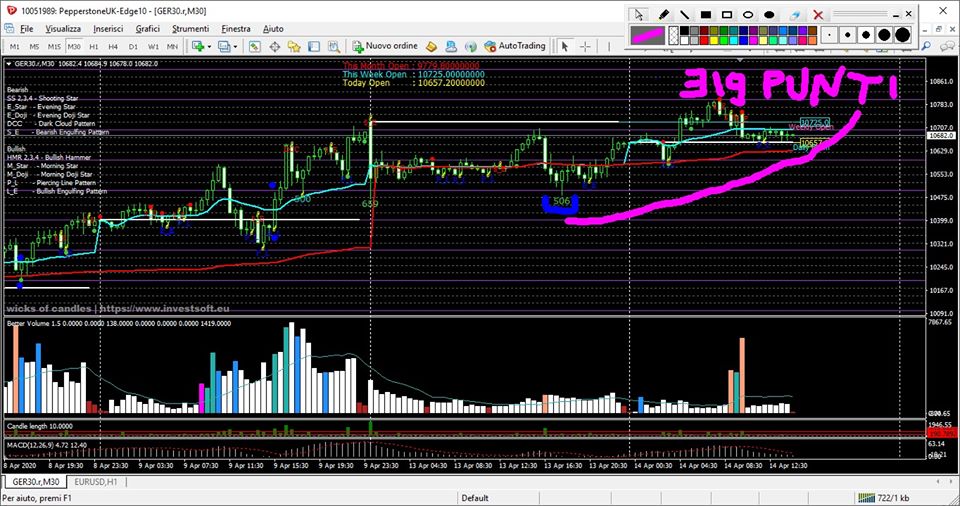 10051989: PepperstoneUK-Edge10 - [GER30.r,M30]
File Visualizza Inserisci Grafici Strumenti Finestra Aiuto
M1 M5 M15 M30 H1 H4 D1 W1 MN Nuovo ordine AutoTrading
GER30.r,M30 10682.4 10684.9 10678.0 10682.0
This Month Open : 9779.80000000
This Week Open : 10725.00000000
Today Open : 10657.20000000
319 PUNTI
Bearish
SS 2,3,4 - Shooting Star
E_Star - Evening Star
E_Doji - Evening Doji Star
DCC - Dark Cloud Pattern
S_E - Bearish Engulfing Pattern
Bullish
HMR 2,3,4 - Bullish Hammer
M_Star - Morning Star
M_Doji - Morning Doji Star
P_L - Piercing Line Pattern
L_E - Bullish Engulfing Pattern
10861.0
10783.0
10725.0
Weekly Open
10707.0
10682.0
10657
10629.0
10553.0
10475.0
10399.0
10321.0
10245.0
10167.0
10091.0
659
506
wicks of candles | https://www.investsoft.eu
Better Volume 1.5 0.0000 0.0000 138.0000 0.0000 0.0000 0.0000 1419.0000
7867.65
Candle length 10.0000
1946.55
MACD(12,26,9) 4.72 12.40
63.14
8 Apr 2020 8 Apr 19:30 8 Apr 23:30 9 Apr 03:30 9 Apr 07:30 9 Apr 11:30 9 Apr 15:30 9 Apr 19:30 9 Apr 23:30 13 Apr 04:30 13 Apr 08:30 13 Apr 12:30 13 Apr 16:30 13 Apr 20:30 14 Apr 00:30 14 Apr 04:30 14 Apr 08:30 14 Apr 12:30
GER30.r,M30 EURUSD,H1
Per aiuto, premi F1 Default 722/1 kb